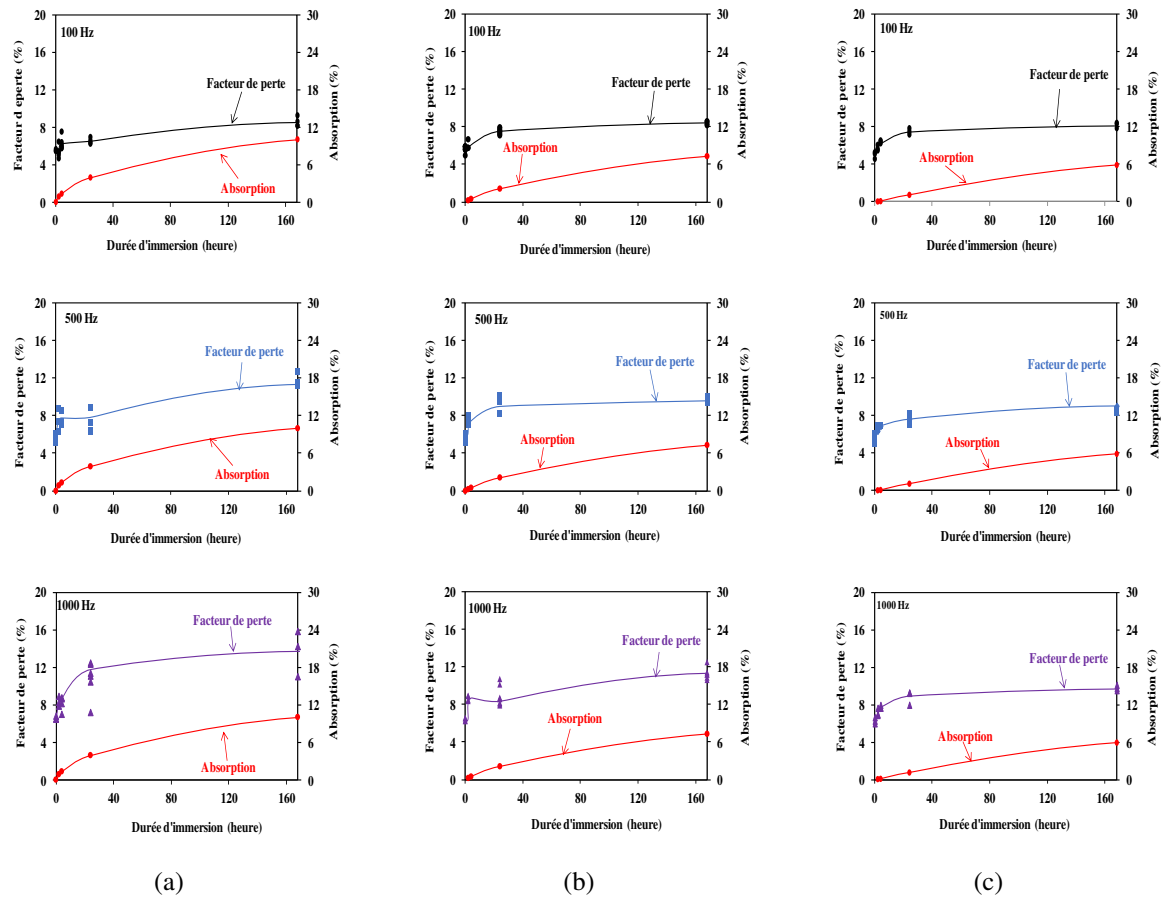 20
16
12
8
4
0
30
24
18
12
6
0
100 Hz
Facteur de perte
Absorption
Facteur d eperte (%)
Absorption (%)
0 40 80 120 160
Durée d'immersion (heure)
20
16
12
8
4
0
30
24
18
12
6
0
100 Hz
Facteur de perte
Absorption
Facteur d perte (%)
Absorption (%)
0 40 80 120 160
Durée d'immersion (heure)
20
16
12
8
4
0
30
24
18
12
6
0
100 Hz
Facteur de perte
Absorption
Facteur de perte (%)
Absorption (%)
0 40 80 120 160
Durée d'immersion (heure)
20
16
12
8
4
0
30
24
18
12
6
0
500 Hz
Facteur de perte
Absorption
Facteur de perte (%)
Absorption (%)
0 40 80 120 160
Durée d'immersion (heure)
20
16
12
8
4
0
30
24
18
12
6
0
500 Hz
Facteur de perte
Absorption
Facteur de perte (%)
Absorption (%)
0 40 80 120 160
Durée d'immersion (heure)
20
16
12
8
4
0
30
24
18
12
6
0
500 Hz
Facteur de perte
Absorption
Facteur de perte (%)
Absorption (%)
0 40 80 120 160
Durée d'immersion (heure)
20
16
12
8
4
0
30
24
18
12
6
0
1000 Hz
Facteur de perte
Absorption
Facteur de perte (%)
Absorption (%)
0 40 80 120 160
Durée d'immersion (heure)
20
16
12
8
4
0
30
24
18
12
6
0
1000 Hz
Facteur de perte
Absorption
Facteur de perte (%)
Absorption (%)
0 40 80 120 160
Durée d'immersion (heure)
20
16
12
8
4
0
30
24
18
12
6
0
1000 Hz
Facteur de perte
Absorption
Facteur de perte (%)
Absorption (%)
0 40 80 120 160
Durée d'immersion (heure)
(a)
(b)
(c)